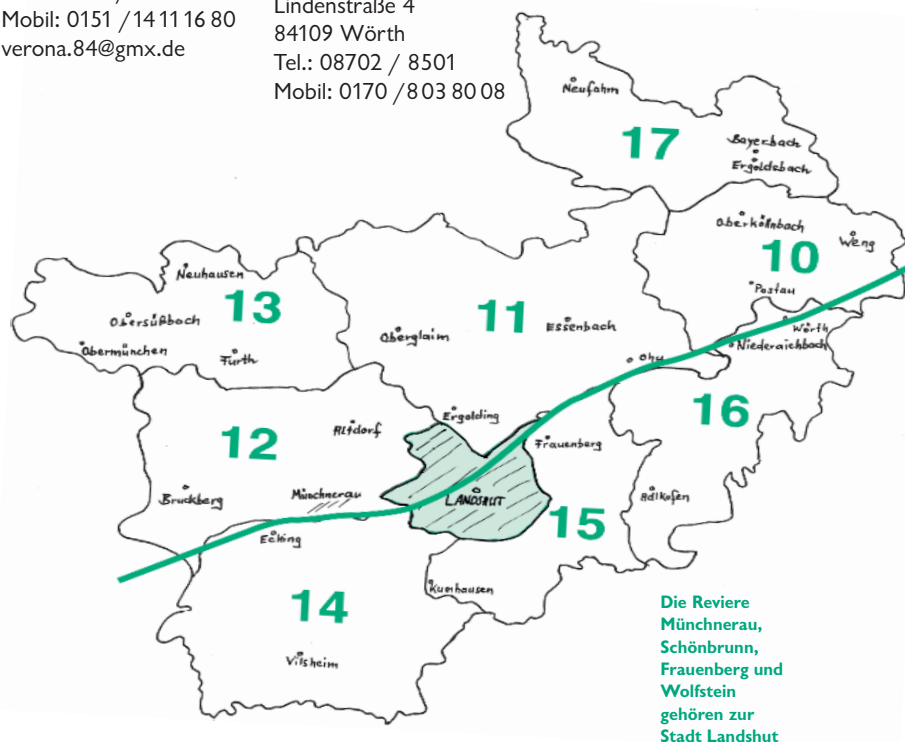 Mobil: 0151 / 14 11 16 80
verona.84@gmx.de
Lindenstraße 4
84109 Wörth
Tel.: 08702 / 8501
Mobil: 0170 / 803 80 08
Neufahrn
17
Bayerbach
Ergoldsbach
Oberköllnbach
Weng
10
Postau
Neuhausen
13
Obersüßbach
Obermünchen
Furth
11
Oberglaim
Essenbach
Wörth
Niederaichbach
Ohu
16
Ergolding
12
Altdorf
Frauenberg
Bruckberg
Münchnerau
LANDSHUT
Adlkofen
15
Eching
Kumhausen
14
Vilsheim
Die Reviere
Münchnerau,
Schönbrunn,
Frauenberg und
Wolfstein
gehören zur
Stadt Landshut